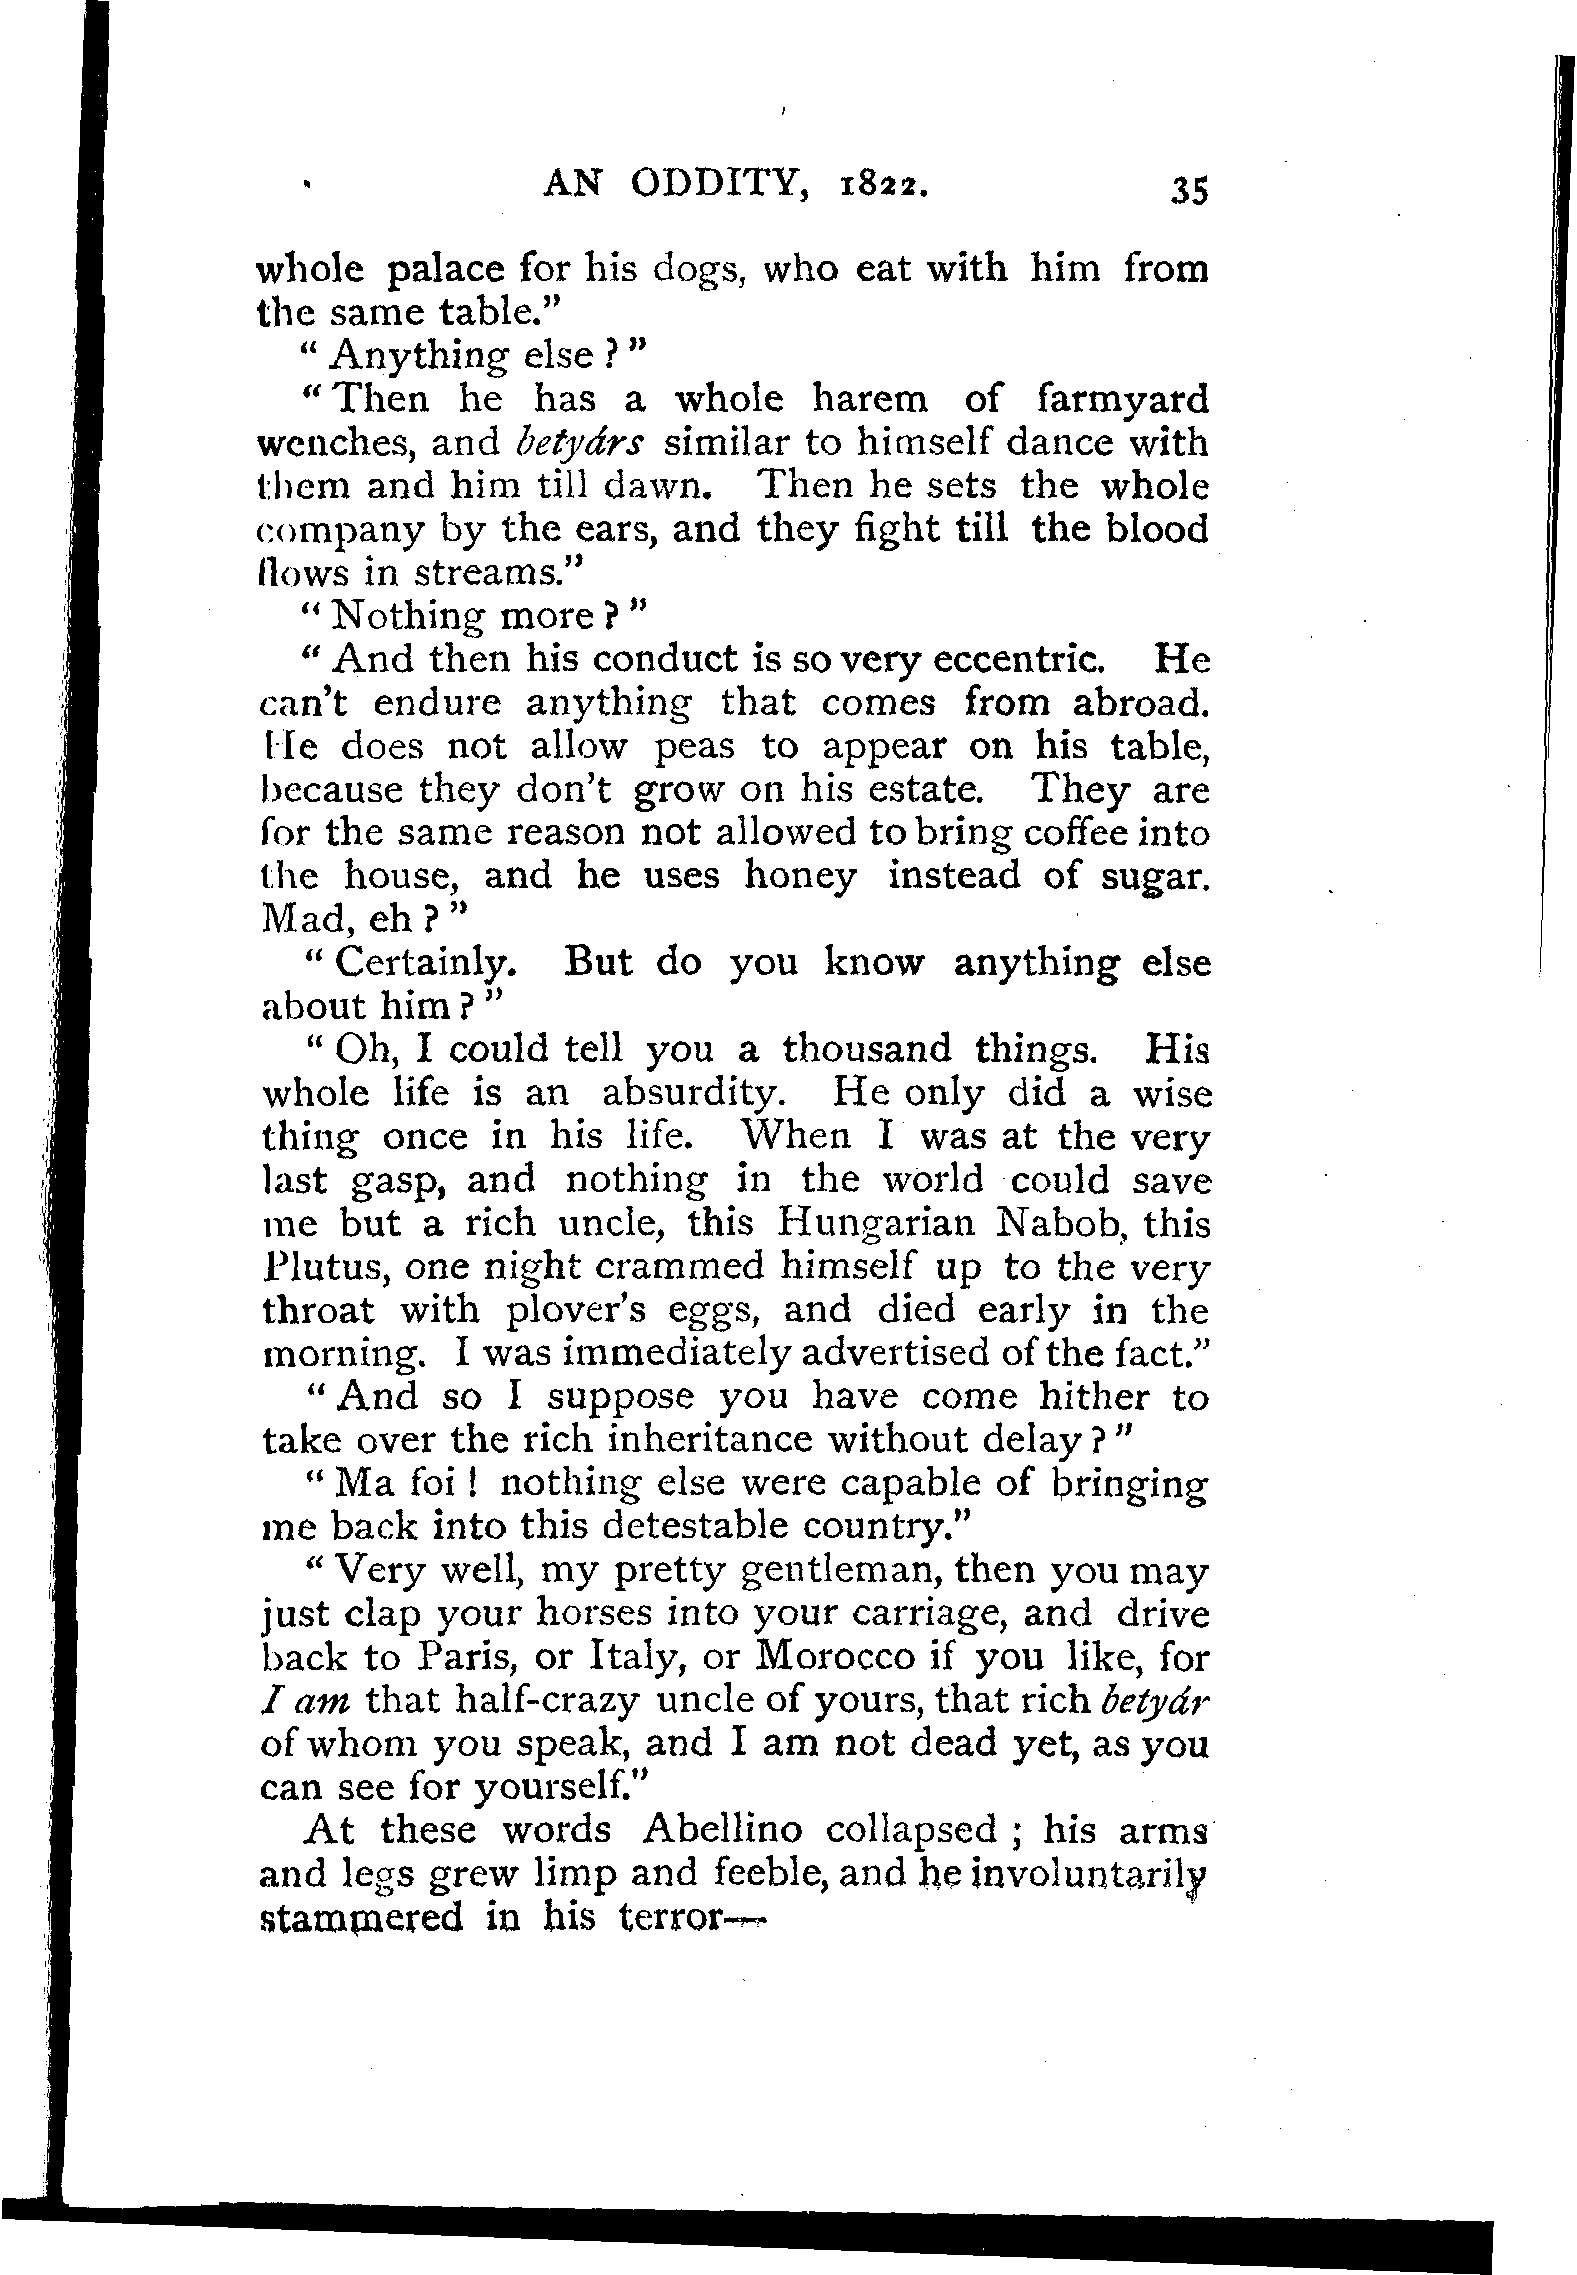 AN ODDITY, 1822. 35
whole palace for his dogs, who eat with him from
the same table."
"Anything else?"
"Then he has a whole harem of farmyard
wenches, and betyárs similar to himself dance with
them and him till dawn. Then he sets the whole
company by the ears, and they fight till the blood
flows in streams."
"Nothing more?"
"And then his conduct is so very eccentric. He
can't endure anything that comes from abroad.
He does not allow peas to appear on his table,
because they don't grow on his estate. They are
for the same reason not allowed to bring coffee into
the house, and he uses honey instead of sugar.
Mad, eh?"
"Certainly. But do you know anything else
about him?"
"Oh, I could tell you a thousand things. His
whole life is an absurdity. He only did a wise
thing once in his life. When I was at the very
last gasp, and nothing in the world could save
me but a rich uncle, this Hungarian Nabob, this
Plutus, one night crammed himself up to the very
throat with plover's eggs, and died early in the
morning. I was immediately advertised of the fact."
"And so I suppose you have come hither to
take over the rich inheritance without delay?"
"Ma foi! nothing else were capable of bringing
me back into this detestable country."
"Very well, my pretty gentleman, then you may
just clap your horses into your carriage, and drive
back to Paris, or Italy, or Morocco if you like, for
I am that half-crazy uncle of yours, that rich betyár
of whom you speak, and I am not dead yet, as you
can see for yourself."
At these words Abellino collapsed; his arms
and legs grew limp and feeble, and he involuntarily
stammered in his terror—